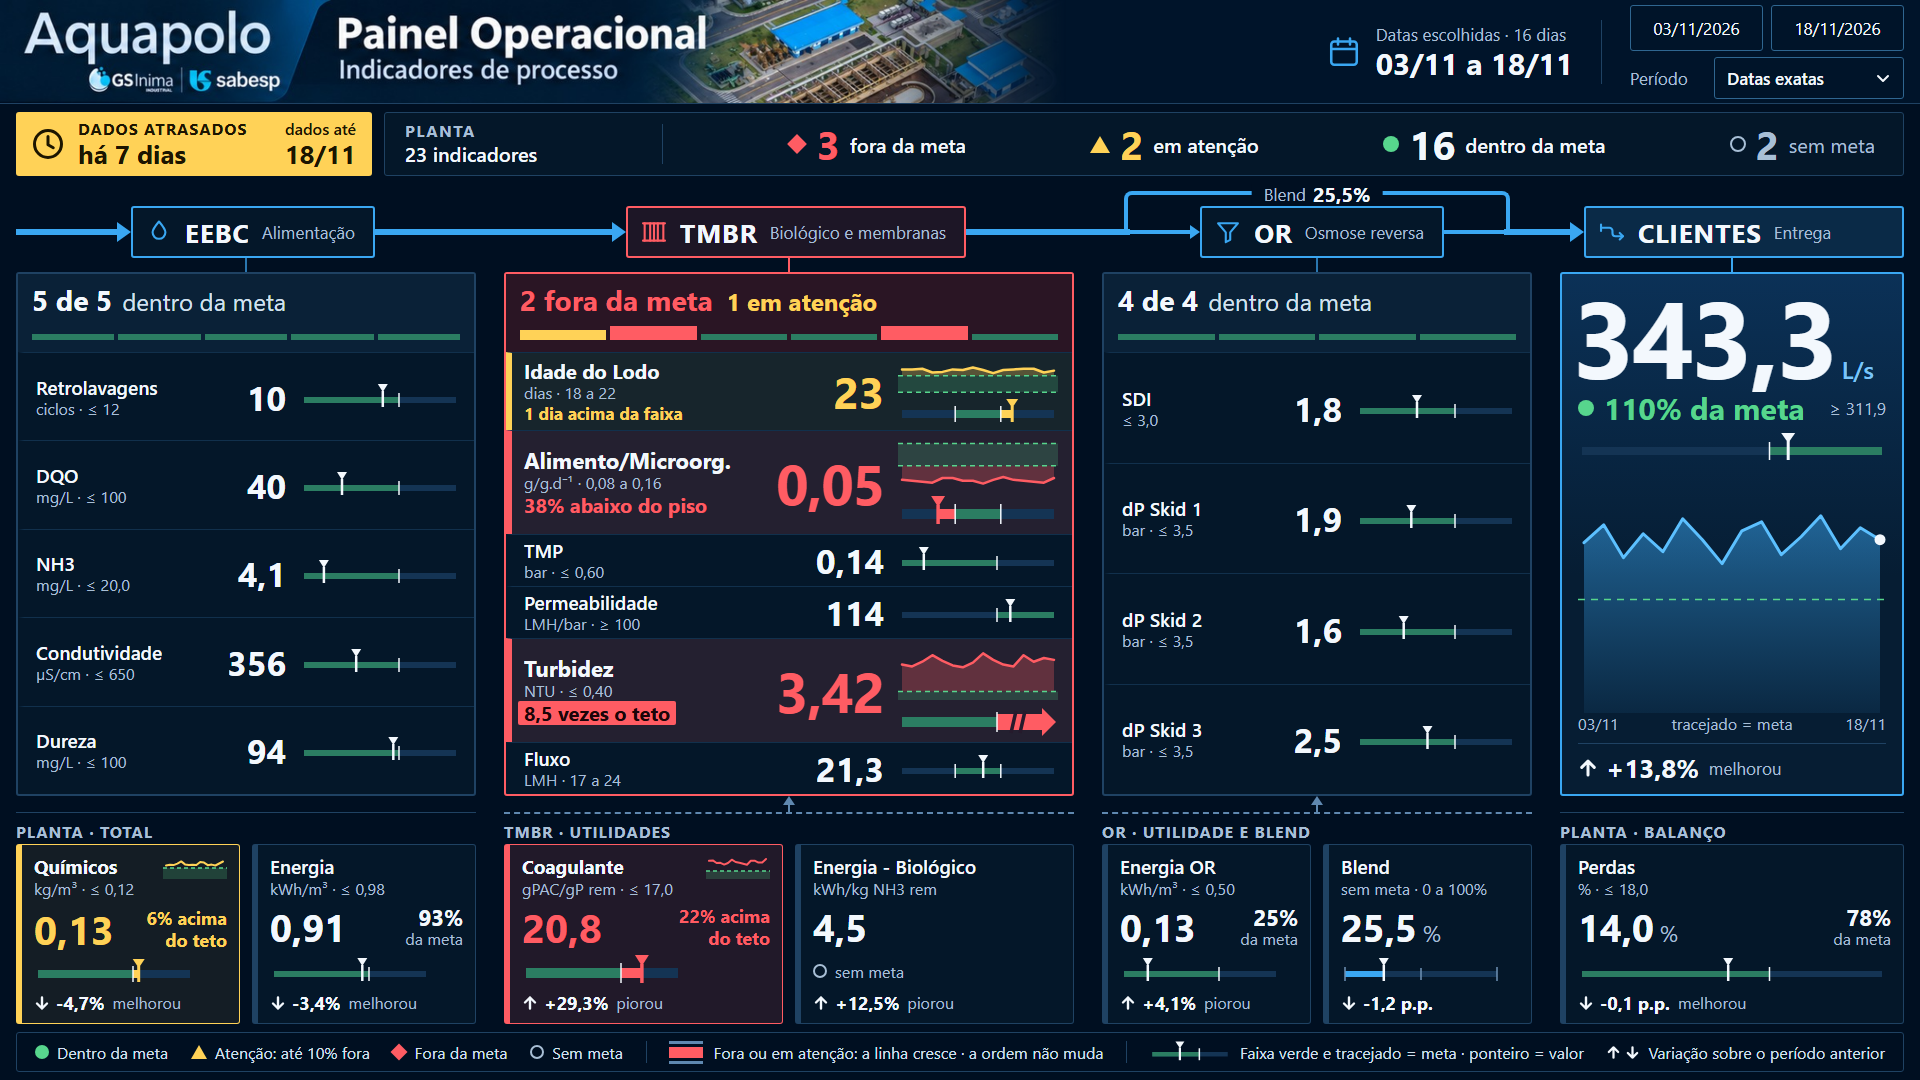 Aquapolo
GS Inima
INDUSTRIAL
sabesp
Painel Operacional
Indicadores de processo
Datas escolhidas · 16 dias
03/11 a 18/11
03/11/2026
18/11/2026
Período
Datas exatas
DADOS ATRASADOS
há 7 dias
dados até
18/11
PLANTA
23 indicadores
3 fora da meta
2 em atenção
16 dentro da meta
2 sem meta
Blend 25,5%
EEBC Alimentação
TMBR Biológico e membranas
OR Osmose reversa
CLIENTES Entrega
5 de 5 dentro da meta
Retrolavagens
ciclos · ≤ 12
10
DQO
mg/L · ≤ 100
40
NH3
mg/L · ≤ 20,0
4,1
Condutividade
µS/cm · ≤ 650
356
Dureza
mg/L · ≤ 100
94
2 fora da meta 1 em atenção
Idade do Lodo
dias · 18 a 22
1 dia acima da faixa
23
Alimento/Microorg.
g/g.d⁻¹ · 0,08 a 0,16
38% abaixo do piso
0,05
TMP
bar · ≤ 0,60
0,14
Permeabilidade
LMH/bar · ≥ 100
114
Turbidez
NTU · ≤ 0,40
8,5 vezes o teto
3,42
Fluxo
LMH · 17 a 24
21,3
4 de 4 dentro da meta
SDI
≤ 3,0
1,8
dP Skid 1
bar · ≤ 3,5
1,9
dP Skid 2
bar · ≤ 3,5
1,6
dP Skid 3
bar · ≤ 3,5
2,5
343,3 L/s
110% da meta ≥ 311,9
03/11 tracejado = meta 18/11
↑ +13,8% melhorou
PLANTA · TOTAL
Químicos
kg/m³ · ≤ 0,12
0,13
6% acima
do teto
↓ -4,7% melhorou
Energia
kWh/m³ · ≤ 0,98
0,91
93%
da meta
↓ -3,4% melhorou
TMBR · UTILIDADES
Coagulante
gPAC/gP rem · ≤ 17,0
20,8
22% acima
do teto
↑ +29,3% piorou
Energia - Biológico
kWh/kg NH3 rem
4,5
sem meta
↑ +12,5% piorou
OR · UTILIDADE E BLEND
Energia OR
kWh/m³ · ≤ 0,50
0,13
25%
da meta
↑ +4,1% piorou
Blend
sem meta · 0 a 100%
25,5 %
↓ -1,2 p.p.
PLANTA · BALANÇO
Perdas
% · ≤ 18,0
14,0 %
78%
da meta
↓ -0,1 p.p. melhorou
Dentro da meta
Atenção: até 10% fora
Fora da meta
Sem meta
Fora ou em atenção: a linha cresce · a ordem não muda
Faixa verde e tracejado = meta · ponteiro = valor
↑ ↓ Variação sobre o período anterior